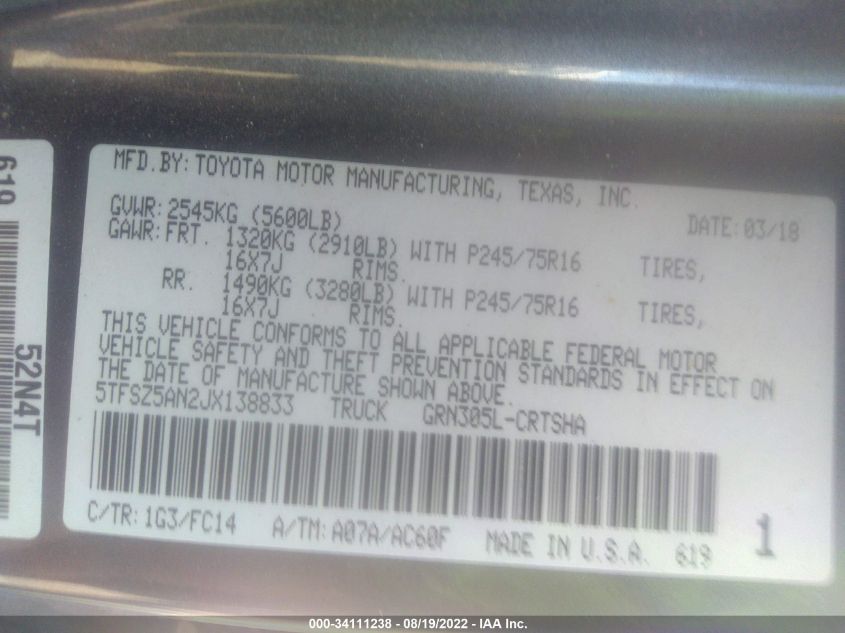 MFD.BY: TOYOTA MOTOR MANUFACTURING, TEXAS, INC.
GVWR: 2545KG (5600LB) DATE: 03/18
GAWR: FRT. 1320KG (2910LB) WITH P245/75R16 TIRES,
16X7J RIMS.
RR. 1490KG (3280LB) WITH P245/75R16 TIRES,
16X7J RIMS.
THIS VEHICLE CONFORMS TO ALL APPLICABLE FEDERAL MOTOR
VEHICLE SAFETY AND THEFT PREVENTION STANDARDS IN EFFECT ON
THE DATE OF MANUFACTURE SHOWN ABOVE.
5TFSZ5AN2JX138833 TRUCK GRN305L-CRTSHA
C/TR: 1G3/FC14 A/TM: A07A/AC60F MADE IN U.S.A. 619
1
619
52N4T
000-34111238 - 08/19/2022 - IAA Inc.